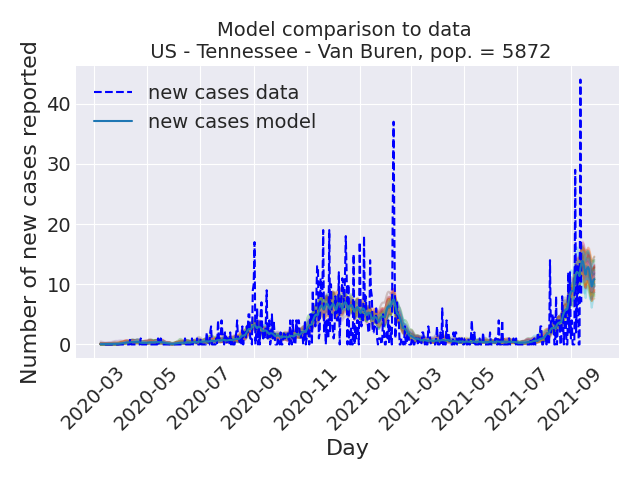 Model comparison to data
US - Tennessee - Van Buren, pop. = 5872
Number of new cases reported
new cases data
new cases model
40
30
20
10
0
2020-03
2020-05
2020-07
2020-09
2020-11
2021-01
2021-03
2021-05
2021-07
2021-09
Day